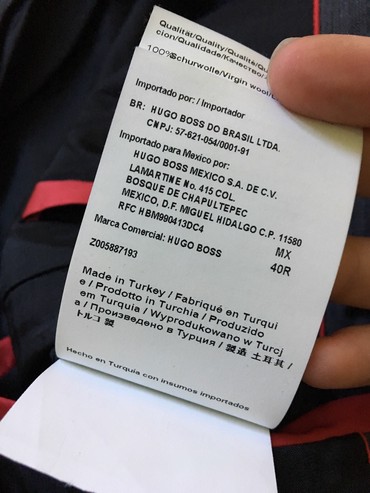 Qualität/Quality/Qualité/
cion/Qualidade/Качество/
100%Schurwolle/Virgin wool/
Importado por: / Importador
BR: HUGO BOSS DO BRASIL LTDA.
CNPJ: 57-621-054/0001-91
Importado para Mexico por:
HUGO BOSS MEXICO S.A. DE C.V.
LAMARTINE No. 415 COL.
BOSQUE DE CHAPULTEPEC
MEXICO, D.F. MIGUEL HIDALGO C.P. 11580
RFC HBM990413DC4
MX
Marca Comercial: HUGO BOSS
40R
Z005887193
Made in Turkey / Fabriqué en Turqui
e / Prodotto in Turchia / Produzido
em Turquia / Wyprodukowano w Turcj
a / Произведено в Турция / 製造 土耳其 /
トルコ 製
Hecho en Turquía con insumos importados